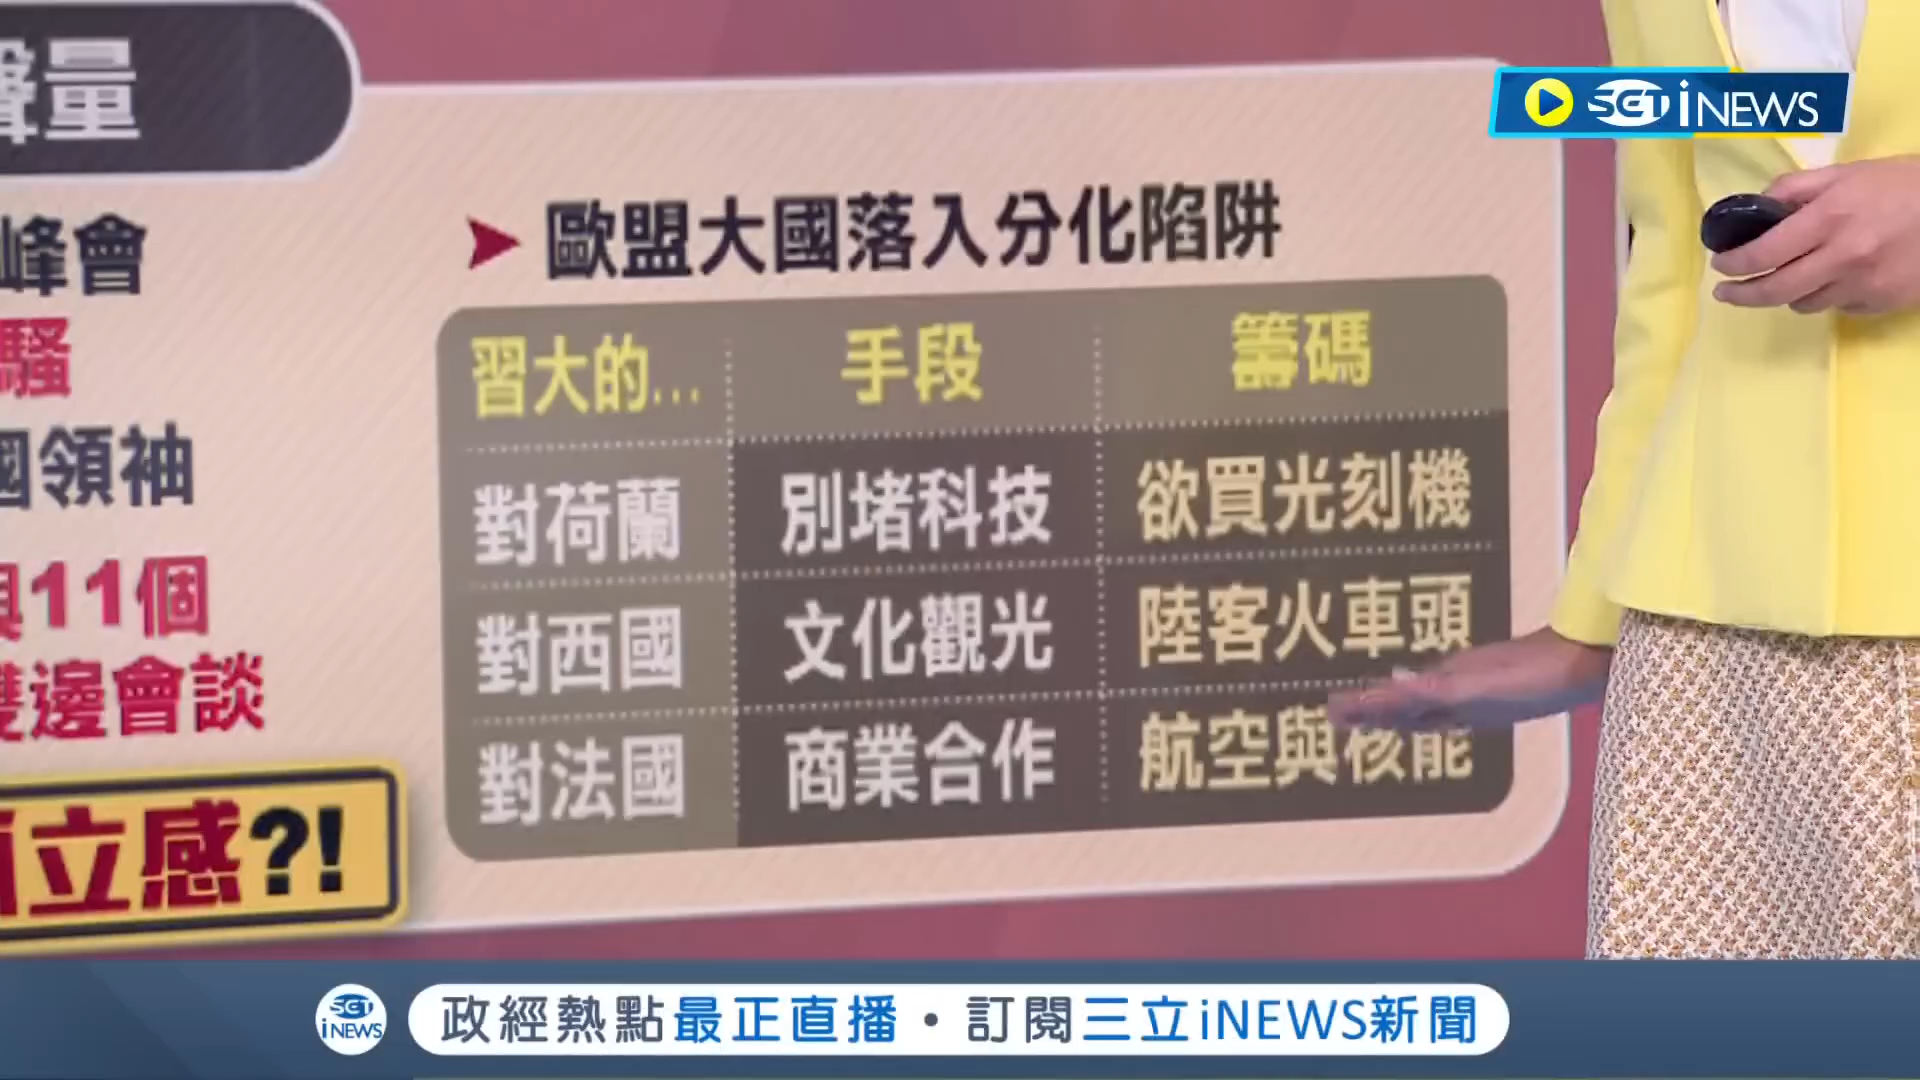 聲量
峰會
騷
國領袖
與11個
雙邊會談
立感?!
歐盟大國落入分化陷阱
習大的... 手段 籌碼
對荷蘭 別堵科技 欲買光刻機
對西國 文化觀光 陸客火車頭
對法國 商業合作 航空與核能
SET iNEWS
SET iNEWS
政經熱點最正直播・訂閱三立iNEWS新聞